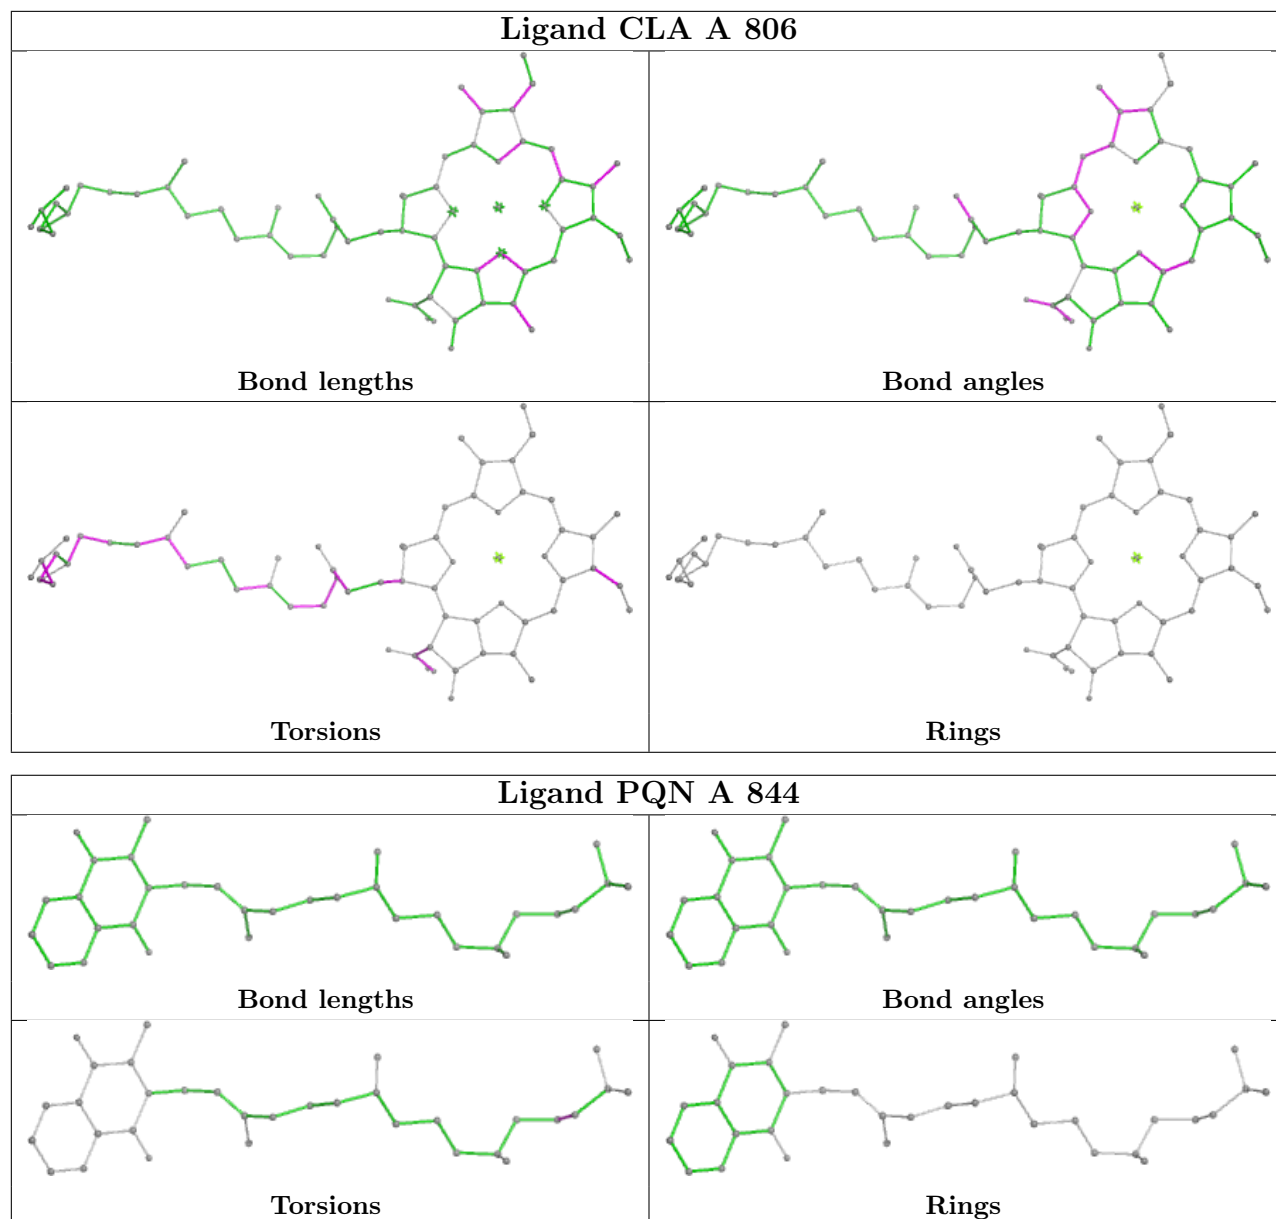 Ligand CLA A 806
Bond lengths
Bond angles
Torsions
Rings
Ligand PQN A 844
Bond lengths
Bond angles
Torsions
Rings